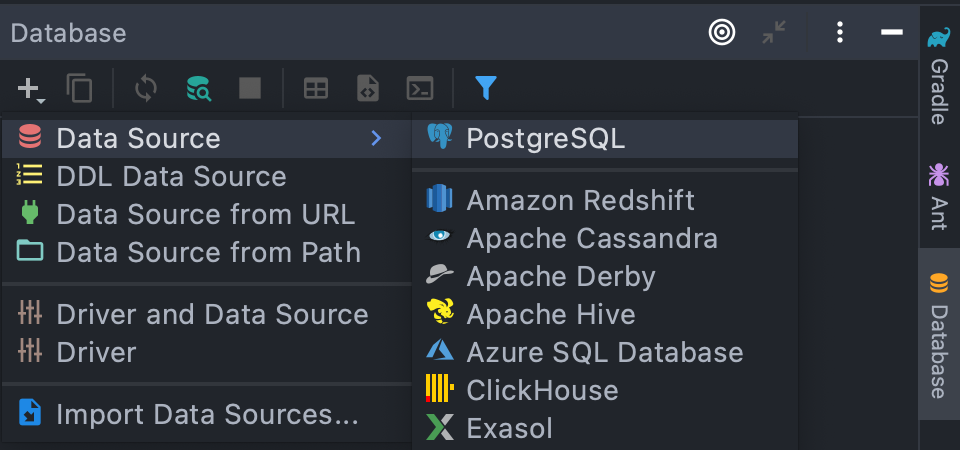 Database
Data Source
DDL Data Source
Data Source from URL
Data Source from Path
Driver and Data Source
Driver
Import Data Sources...
PostgreSQL
Amazon Redshift
Apache Cassandra
Apache Derby
Apache Hive
Azure SQL Database
ClickHouse
Exasol
Gradle
Ant
Database